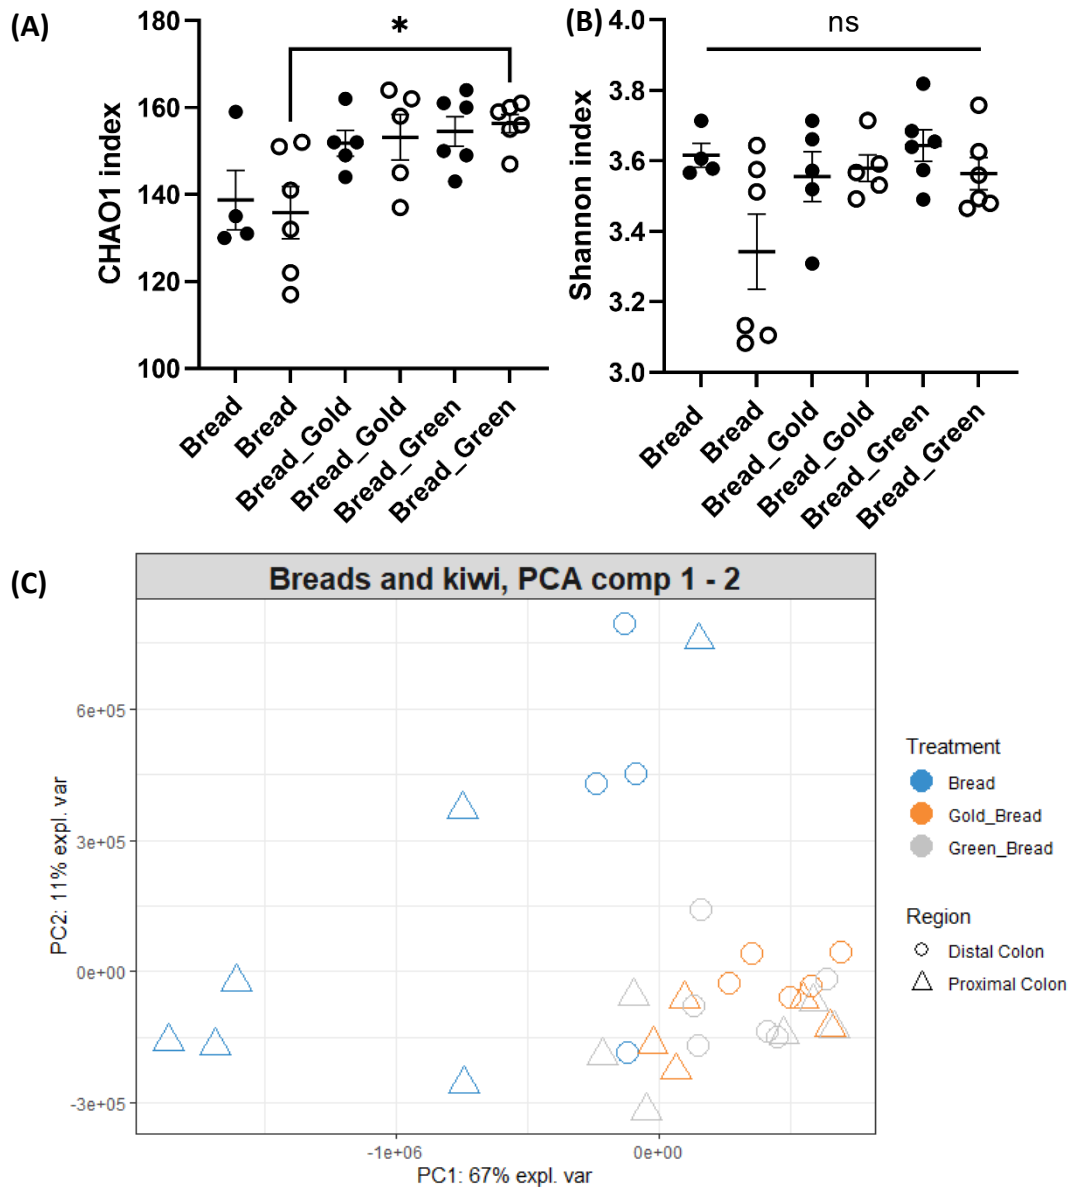 (A)
180
160
140
120
100
CHAO1 index
*
Bread
Bread
Bread_Gold
Bread_Gold
Bread_Green
Bread_Green
(B)
4.0
3.8
3.6
3.4
3.2
3.0
Shannon index
ns
Bread
Bread
Bread_Gold
Bread_Gold
Bread_Green
Bread_Green
(C)
Breads and kiwi, PCA comp 1 - 2
6e+05
3e+05
0e+00
-3e+05
PC2: 11% expl. var
-1e+06
0e+00
PC1: 67% expl. var
Treatment
Bread
Gold_Bread
Green_Bread
Region
Distal Colon
Proximal Colon